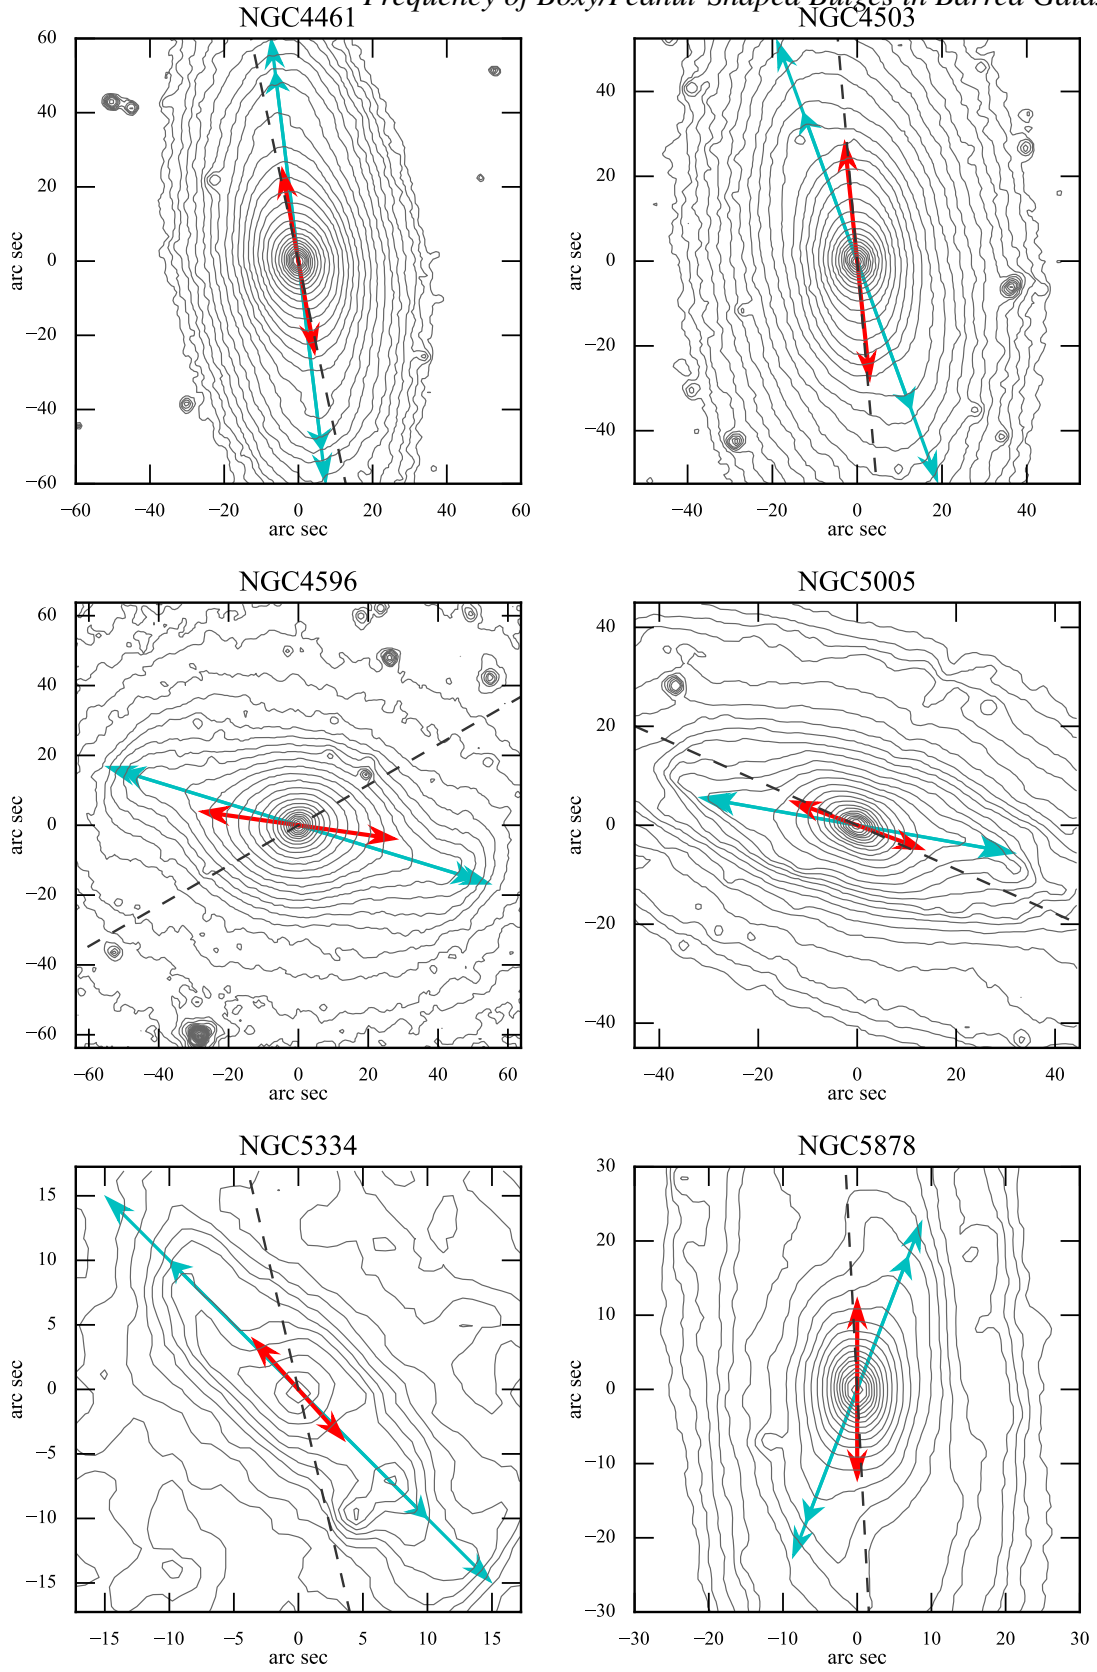 Frequency of Boxy/Peanut-Shaped Bulges in Barred Galax
NGC4461
NGC4503
60
40
20
0
−20
−40
−60
arc sec
−60 −40 −20 0 20 40 60
arc sec
40
20
0
−20
−40
arc sec
−40 −20 0 20 40
arc sec
NGC4596
NGC5005
60
40
20
0
−20
−40
−60
arc sec
−60 −40 −20 0 20 40 60
arc sec
40
20
0
−20
−40
arc sec
−40 −20 0 20 40
arc sec
NGC5334
NGC5878
15
10
5
0
−5
−10
−15
arc sec
−15 −10 −5 0 5 10 15
arc sec
30
20
10
0
−10
−20
−30
arc sec
−30 −20 −10 0 10 20 30
arc sec